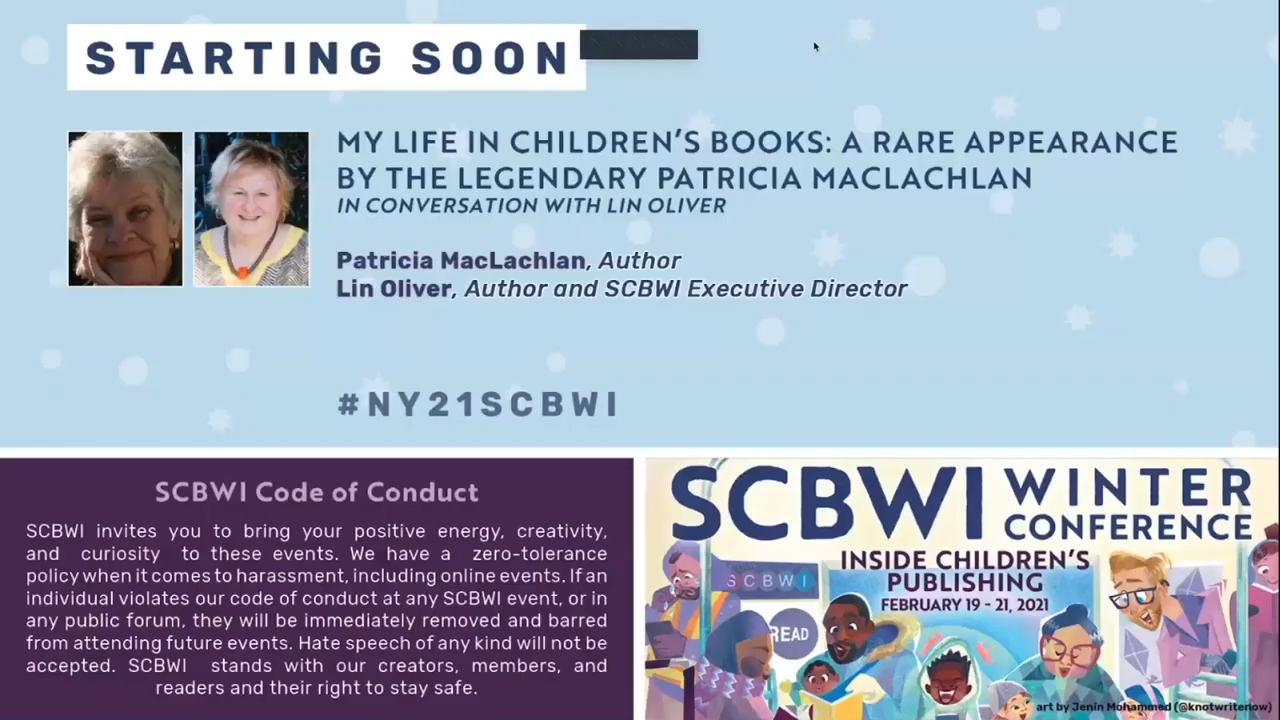 STARTING SOON
MY LIFE IN CHILDREN'S BOOKS: A RARE APPEARANCE
BY THE LEGENDARY PATRICIA MACLACHLAN
IN CONVERSATION WITH LIN OLIVER
Patricia MacLachlan, Author
Lin Oliver, Author and SCBWI Executive Director
#NY21SCBWI
SCBWI Code of Conduct
SCBWI invites you to bring your positive energy, creativity,
and curiosity to these events. We have a zero-tolerance
policy when it comes to harassment, including online events. If an
individual violates our code of conduct at any SCBWI event, or in
any public forum, they will be immediately removed and barred
from attending future events. Hate speech of any kind will not be
accepted. SCBWI stands with our creators, members, and
readers and their right to stay safe.
SCBWI WINTER
CONFERENCE
INSIDE CHILDREN'S
PUBLISHING
FEBRUARY 19 - 21, 2021
SCBWI
READ
art by Jenin Mohammed (@knotwritenow)